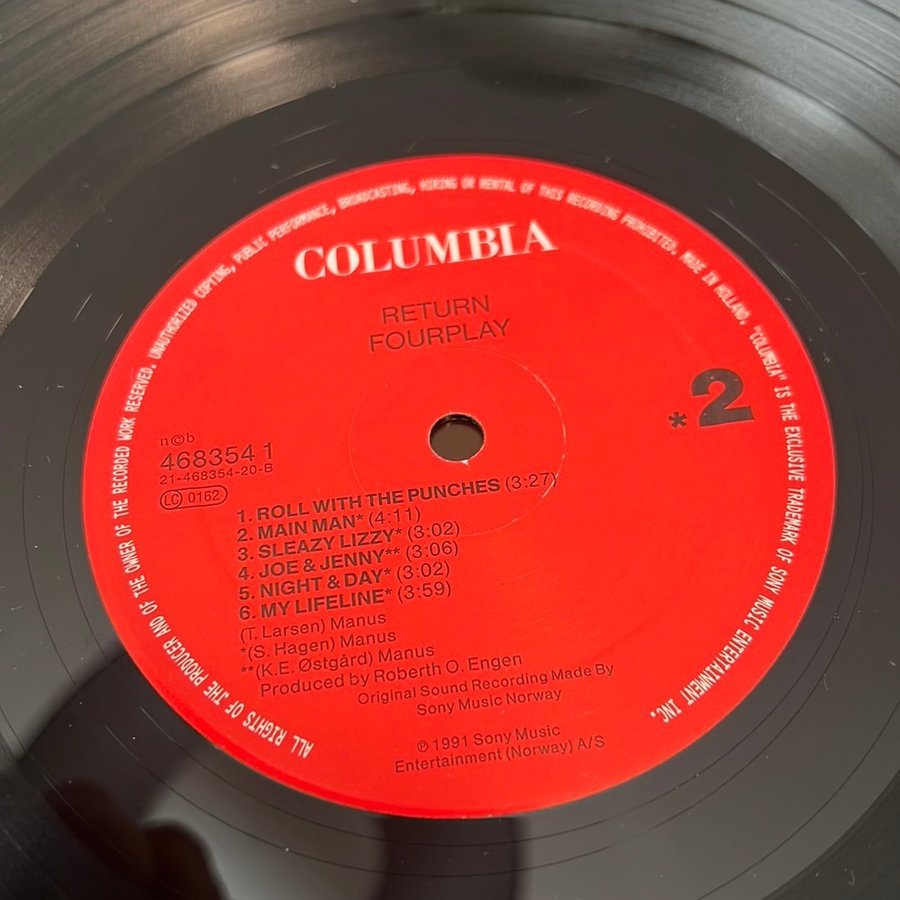 ALL RIGHTS OF THE PRODUCER AND OF THE OWNER OF THE RECORDED WORK RESERVED. UNAUTHORIZED COPYING, PUBLIC PERFORMANCE, BROADCASTING, HIRING OR RENTAL OF THIS RECORDING PROHIBITED. MADE IN HOLLAND. "COLUMBIA" IS THE EXCLUSIVE TRADEMARK OF SONY MUSIC ENTERTAINMENT INC.
COLUMBIA
RETURN
FOURPLAY
*2
n©b
468354 1
21-468354-20-B
LC 0162
1. ROLL WITH THE PUNCHES (3:27)
2. MAIN MAN* (4:11)
3. SLEAZY LIZZY* (3:02)
4. JOE & JENNY** (3:06)
5. NIGHT & DAY* (3:02)
6. MY LIFELINE* (3:59)
(T. Larsen) Manus
*(S. Hagen) Manus
**(K.E. Østgård) Manus
Produced by Roberth O. Engen
Original Sound Recording Made By
Sony Music Norway
℗ 1991 Sony Music
Entertainment (Norway) A/S